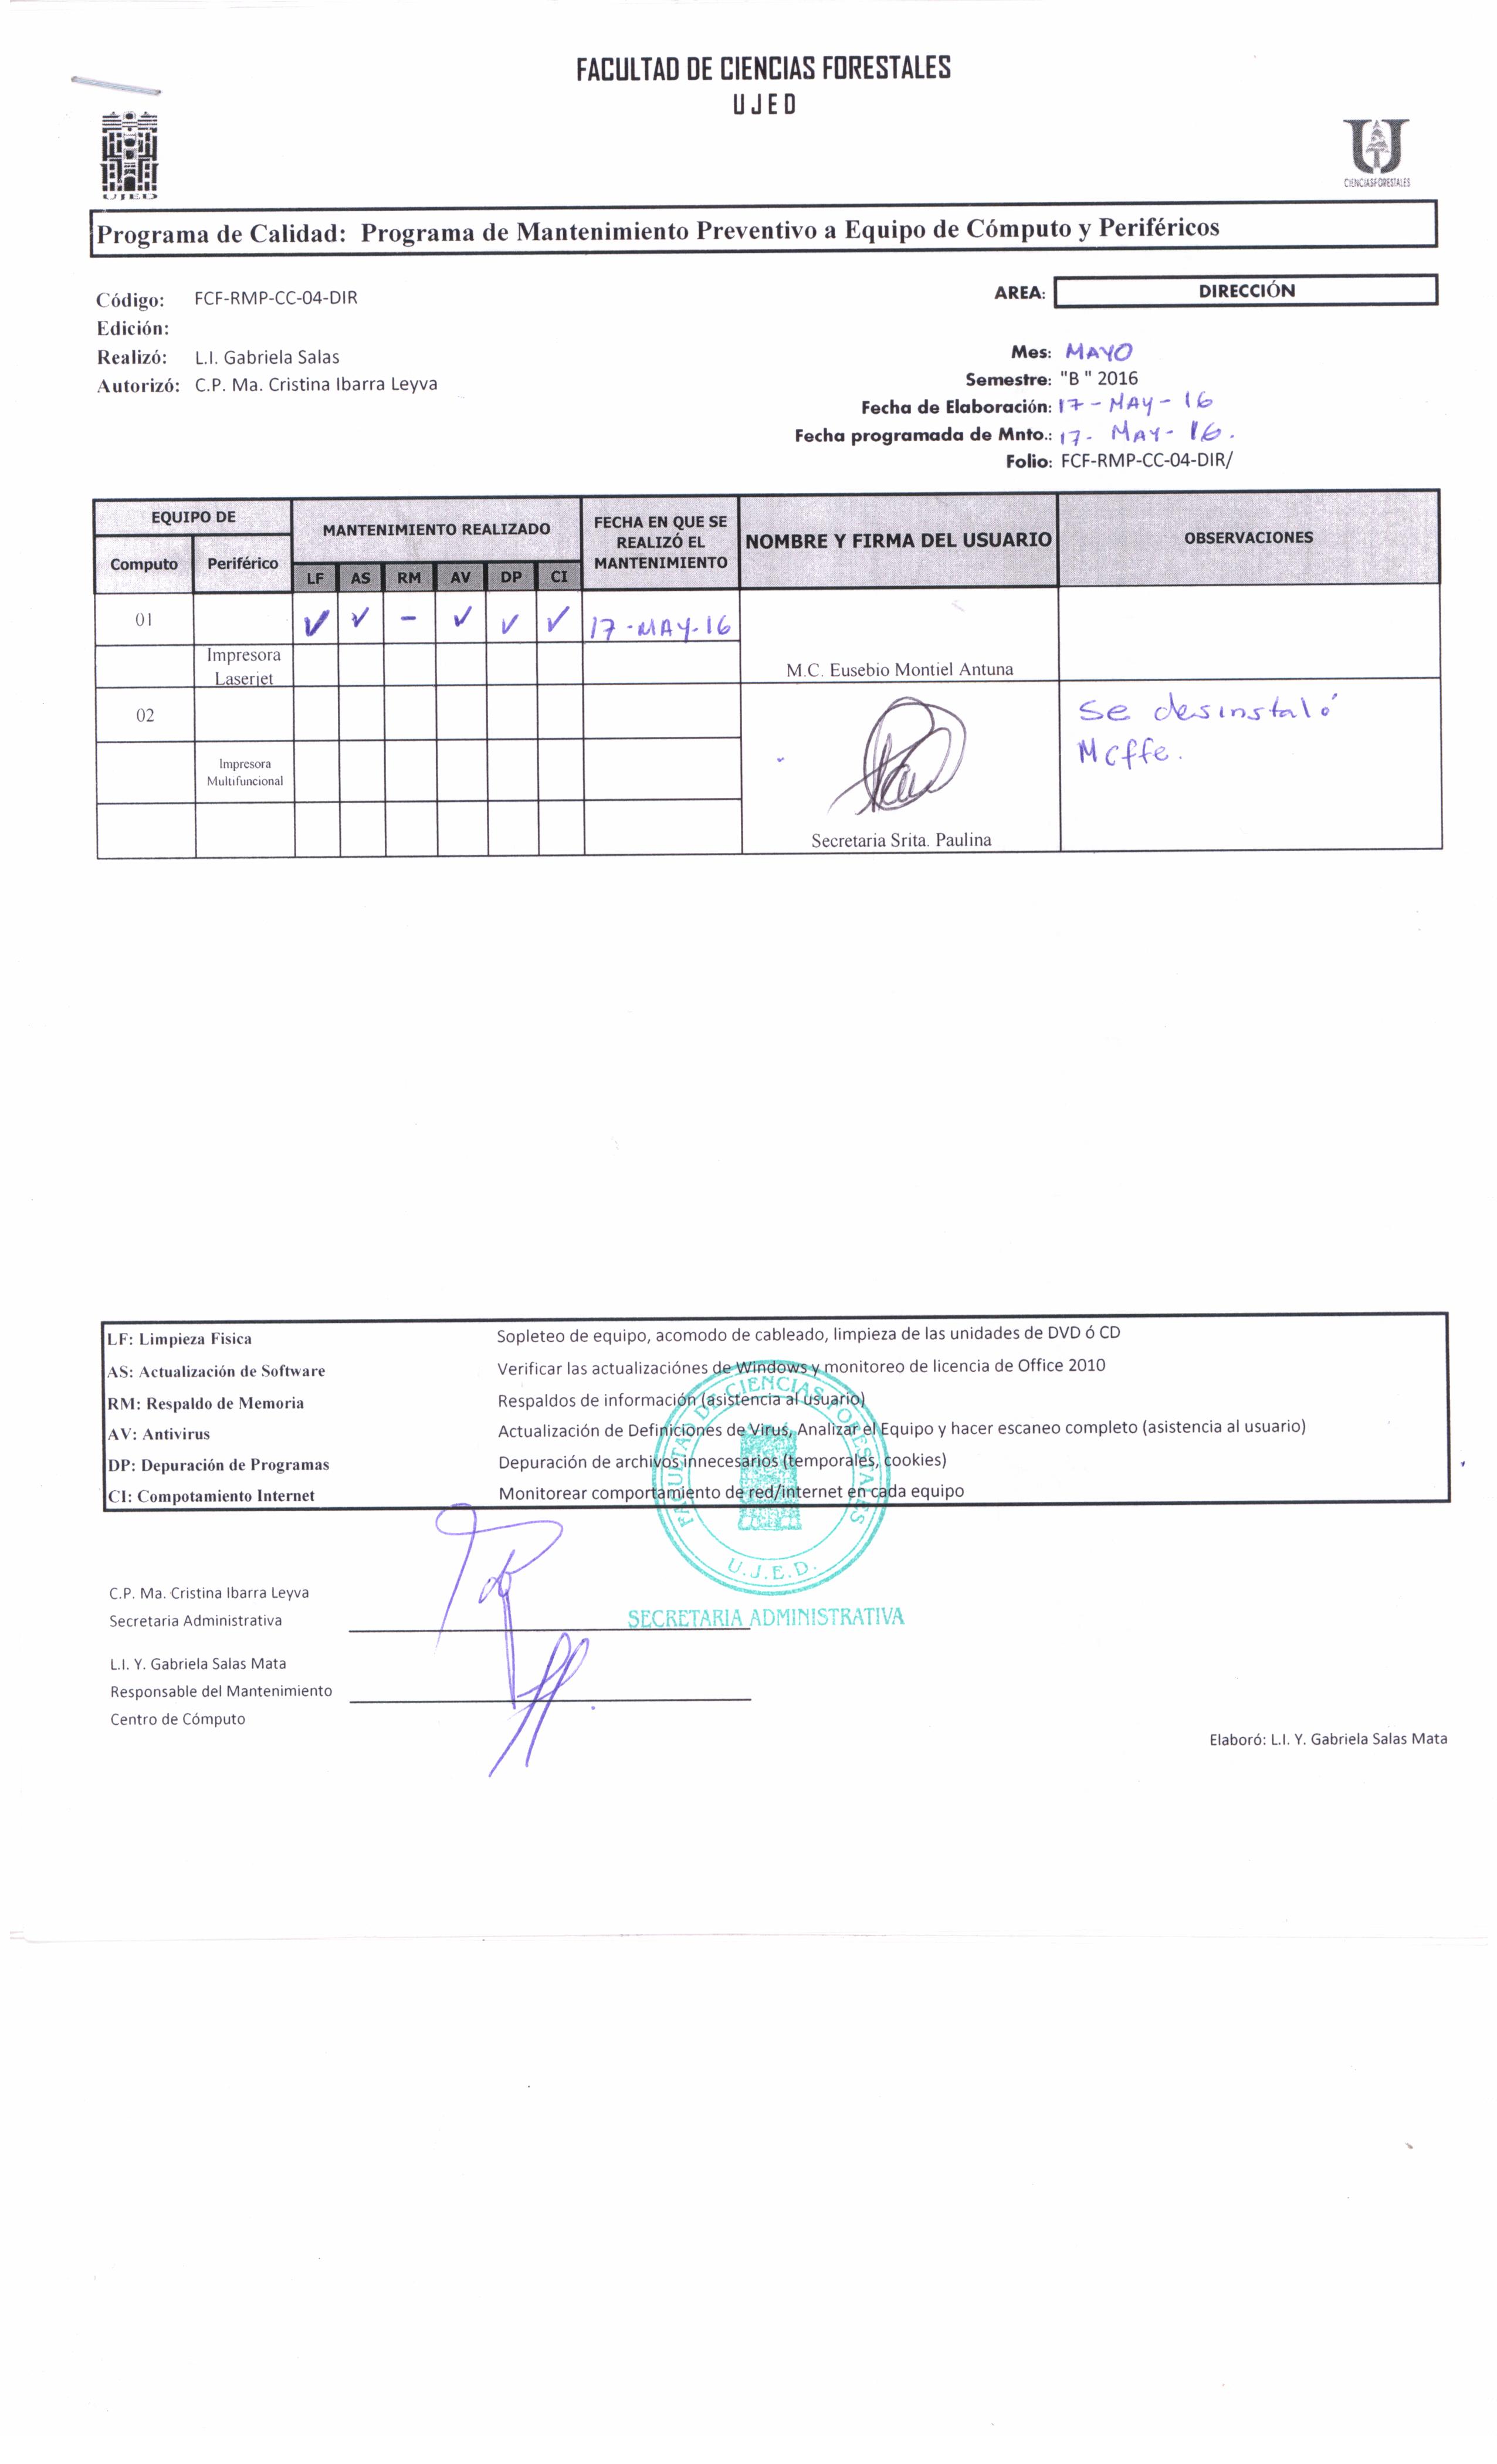 FACULTAD DE CIENCIAS FORESTALES
UJED
UJED
CIENCIASFORESTALES
Programa de Calidad: Programa de Mantenimiento Preventivo a Equipo de Cómputo y Periféricos
Código: FCF-RMP-CC-04-DIR
AREA: DIRECCIÓN
Edición:
Realizó: L.I. Gabriela Salas
Autorizó: C.P. Ma. Cristina Ibarra Leyva
Mes: MAYO
Semestre: "B " 2016
Fecha de Elaboración: 17-MAY-16
Fecha programada de Mnto.: 17-MAY-16.
Folio: FCF-RMP-CC-04-DIR/
EQUIPO DE
Computo Periférico
MANTENIMIENTO REALIZADO
LF AS RM AV DP CI
FECHA EN QUE SE
REALIZÓ EL
MANTENIMIENTO
NOMBRE Y FIRMA DEL USUARIO
OBSERVACIONES
01 ✓ ✓ - ✓ ✓ ✓ 17-MAY-16
Impresora
Laserjet
M.C. Eusebio Montiel Antuna
02
Se desinstaló
Mcffe.
Impresora
Multifuncional
Secretaria Srita. Paulina
LF: Limpieza Fisica Sopleteo de equipo, acomodo de cableado, limpieza de las unidades de DVD ó CD
AS: Actualización de Software Verificar las actualizaciónes de Windows y monitoreo de licencia de Office 2010
RM: Respaldo de Memoria Respaldos de información (asistencia al usuario)
AV: Antivirus Actualización de Definiciones de Virus, Analizar el Equipo y hacer escaneo completo (asistencia al usuario)
DP: Depuración de Programas Depuración de archivos innecesarios (temporales, cookies)
CI: Compotamiento Internet Monitorear comportamiento de red/internet en cada equipo
FACULTAD DE CIENCIAS FORESTALES
U.J.E.D.
SECRETARIA ADMINISTRATIVA
C.P. Ma. Cristina Ibarra Leyva
Secretaria Administrativa
L.I. Y. Gabriela Salas Mata
Responsable del Mantenimiento
Centro de Cómputo
Elaboró: L.I. Y. Gabriela Salas Mata